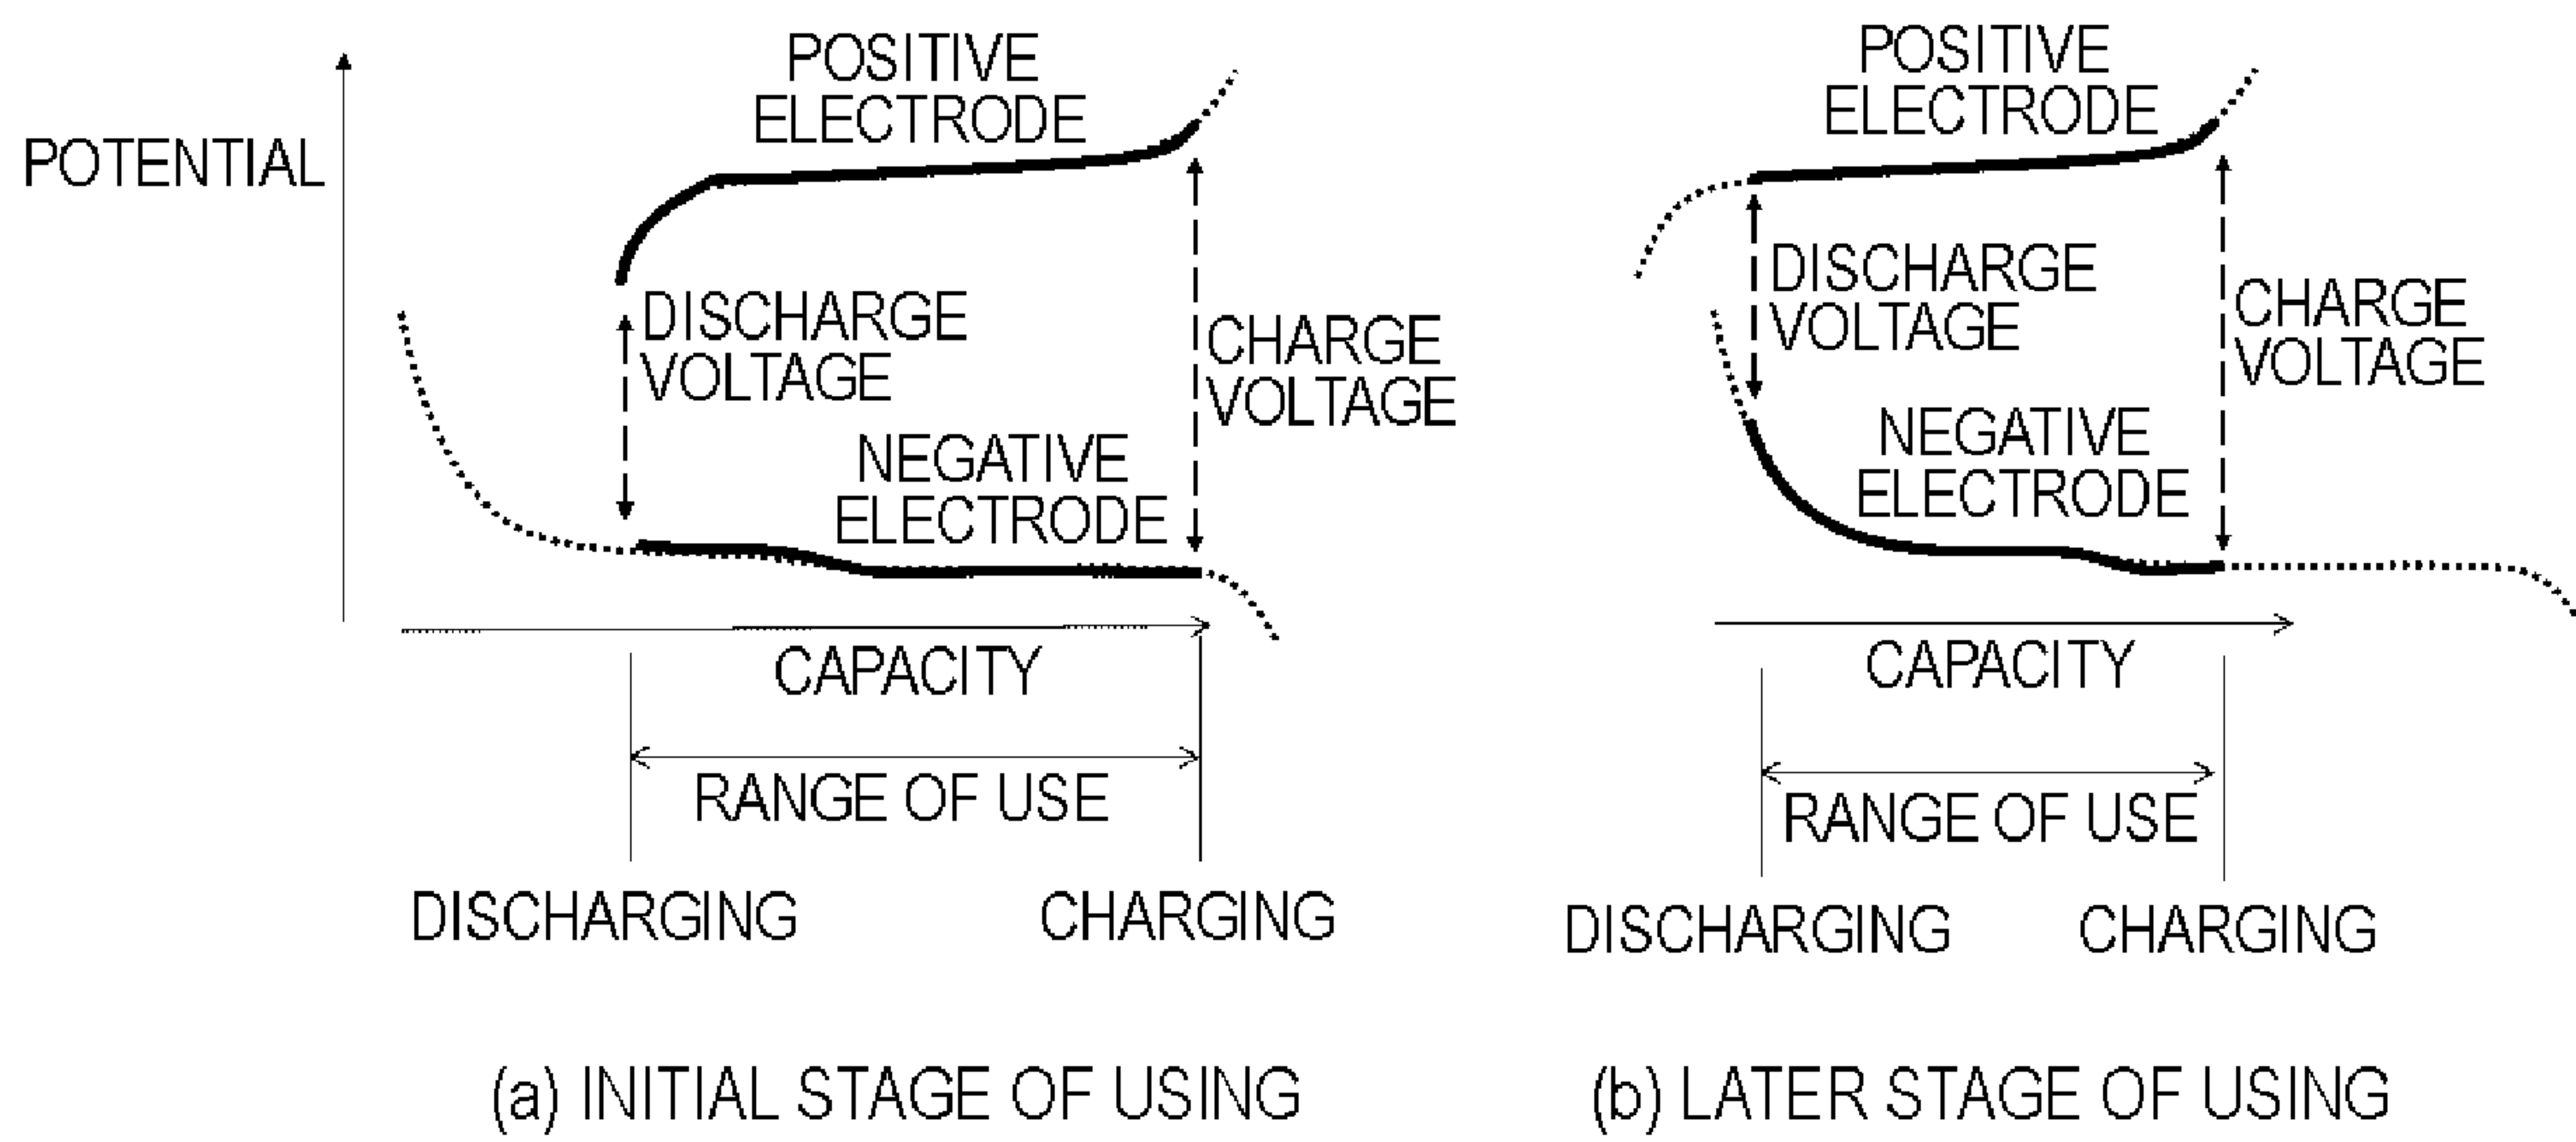 POTENTIAL
POSITIVE
ELECTRODE
DISCHARGE
VOLTAGE
CHARGE
VOLTAGE
NEGATIVE
ELECTRODE
CAPACITY
RANGE OF USE
DISCHARGING
CHARGING
(a) INITIAL STAGE OF USING
POSITIVE
ELECTRODE
DISCHARGE
VOLTAGE
CHARGE
VOLTAGE
NEGATIVE
ELECTRODE
CAPACITY
RANGE OF USE
DISCHARGING
CHARGING
(b) LATER STAGE OF USING